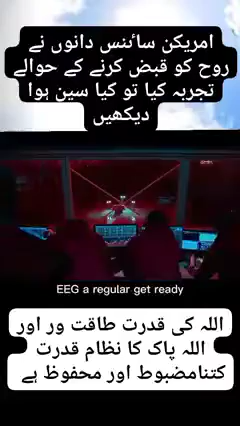 امریکن سائنس دانوں نے
روح کو قبض کرنے کے حوالے
تجربہ کیا تو کیا سین ہوا
دیکھیں
EEG a regular get ready
اللہ کی قدرت طاقت ور اور
اللہ پاک کا نظام قدرت
کتنامضبوط اور محفوظ ہے